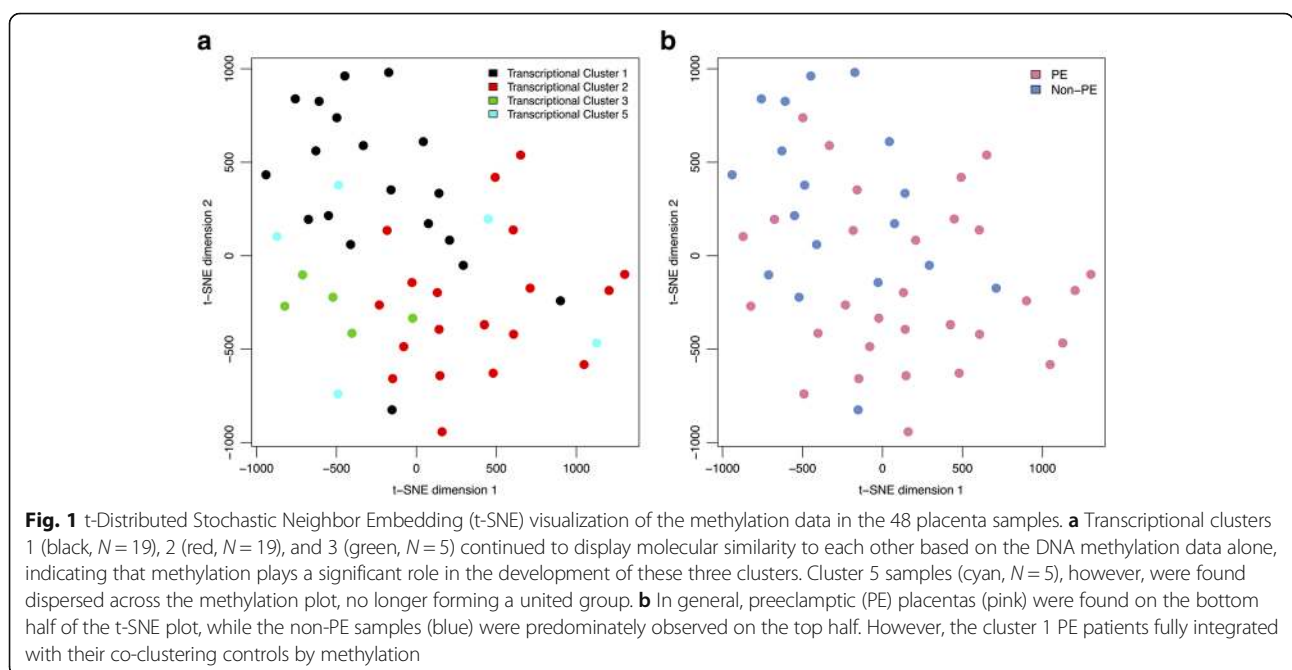 a
b
1000
500
0
−500
−1000
t−SNE dimension 2
−1000 −500 0 500 1000
t−SNE dimension 1
Transcriptional Cluster 1
Transcriptional Cluster 2
Transcriptional Cluster 3
Transcriptional Cluster 5
1000
500
0
−500
−1000
t−SNE dimension 2
−1000 −500 0 500 1000
t−SNE dimension 1
PE
Non−PE
Fig. 1 t-Distributed Stochastic Neighbor Embedding (t-SNE) visualization of the methylation data in the 48 placenta samples. a Transcriptional clusters
1 (black, N = 19), 2 (red, N = 19), and 3 (green, N = 5) continued to display molecular similarity to each other based on the DNA methylation data alone,
indicating that methylation plays a significant role in the development of these three clusters. Cluster 5 samples (cyan, N = 5), however, were found
dispersed across the methylation plot, no longer forming a united group. b In general, preeclamptic (PE) placentas (pink) were found on the bottom
half of the t-SNE plot, while the non-PE samples (blue) were predominately observed on the top half. However, the cluster 1 PE patients fully integrated
with their co-clustering controls by methylation